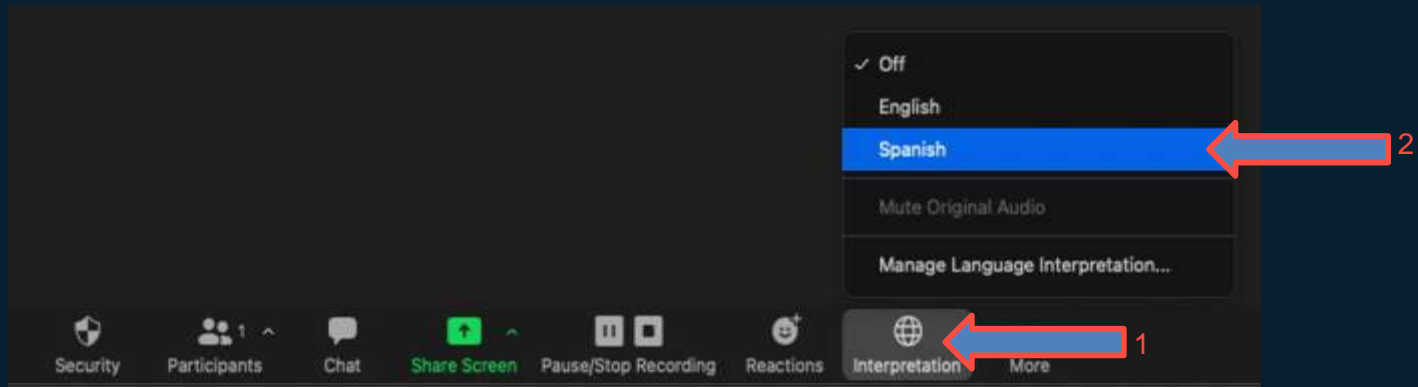 Off
English
Spanish
2
Mute Original Audio
Manage Language Interpretation...
1
1
Security
Participants
Chat
Share Screen
Pause/Stop Recording
Reactions
Interpretation
More